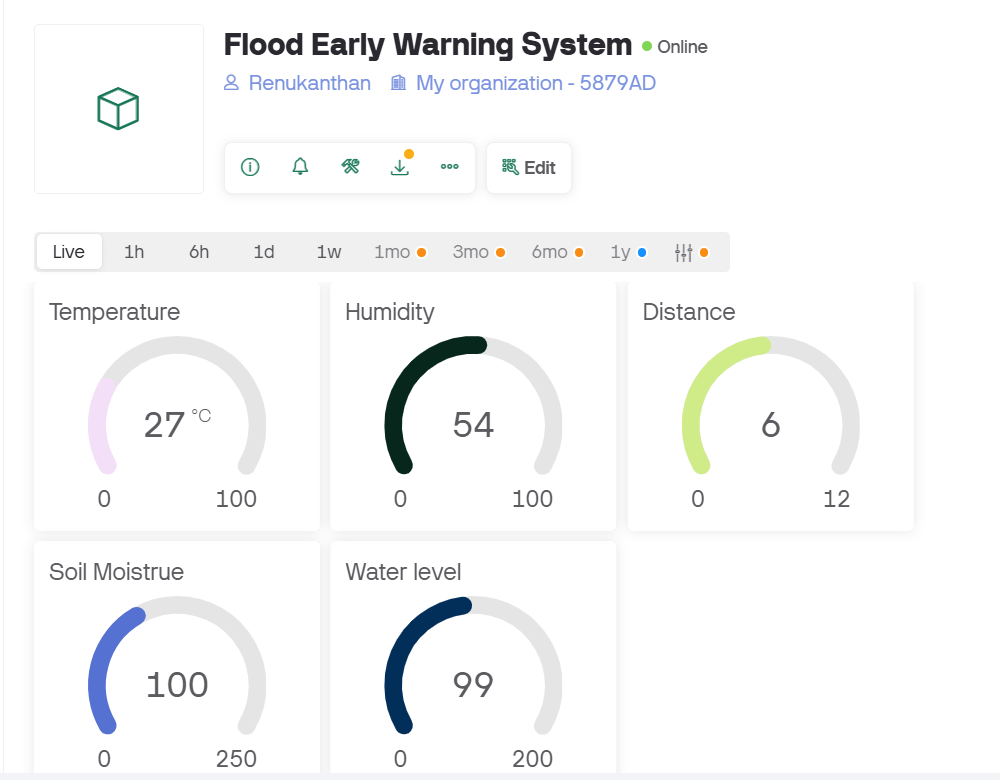 Flood Early Warning System Online
Renukanthan My organization - 5879AD
Edit
Live 1h 6h 1d 1w 1mo 3mo 6mo 1y
Temperature
27 °C
0 100
Humidity
54
0 100
Distance
6
0 12
Soil Moistrue
100
0 250
Water level
99
0 200